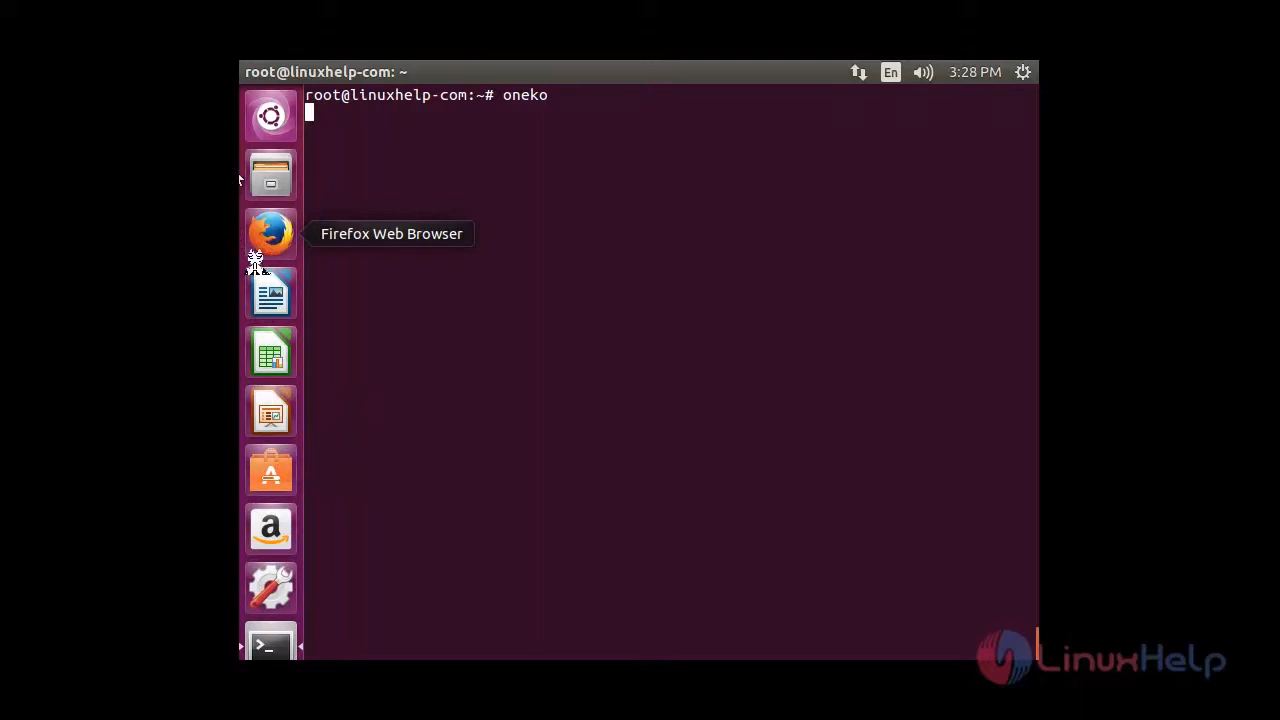 root@linuxhelp-com: ~
En
3:28 PM
root@linuxhelp-com:~# oneko
Firefox Web Browser
A
a
>_
LinuxHelp